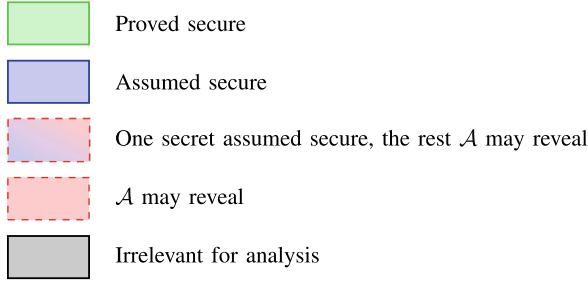 Proved secure
Assumed secure
One secret assumed secure, the rest 𝒜 may reveal
𝒜 may reveal
Irrelevant for analysis